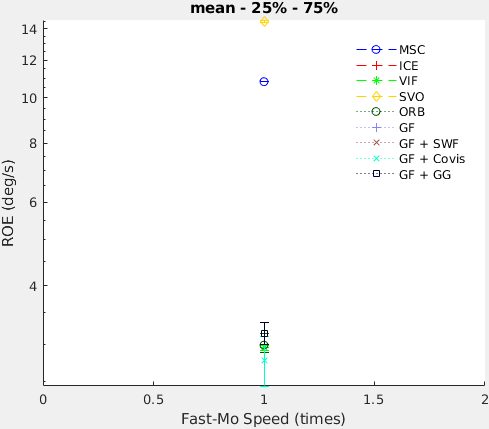 mean - 25% - 75%
14
12
10
8
6
4
ROE (deg/s)
MSC
ICE
VIF
SVO
ORB
GF
GF + SWF
GF + Covis
GF + GG
0
0.5
1
1.5
2
Fast-Mo Speed (times)